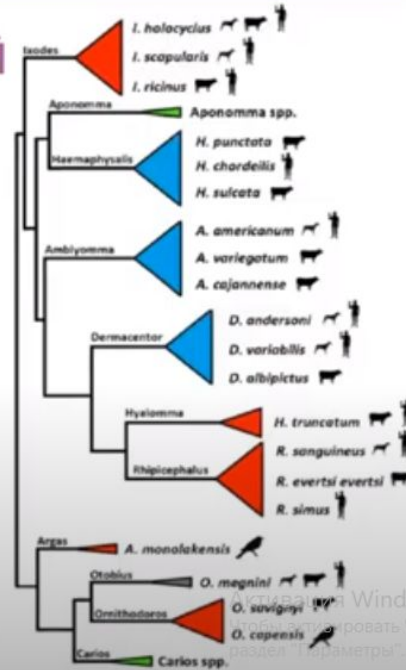 Ixodes
I. holocyclus
I. scapularis
I. ricinus
Aponomma
Aponomma spp.
Haemaphysalis
H. punctata
H. chordeilis
H. sulcata
Amblyomma
A. americanum
A. variegatum
A. cajannense
Dermacentor
D. andersoni
D. variabilis
D. albipictus
Hyalomma
H. truncatum
Rhipicephalus
R. sanguineus
R. evertsi evertsi
R. simus
Argas
A. monolakensis
Otobius
O. megnini
Ornithodoros
O. savignyi
O. capensis
Carios
Carios spp.
Активация Wind
Чтобы активировать
раздел "Параметры".